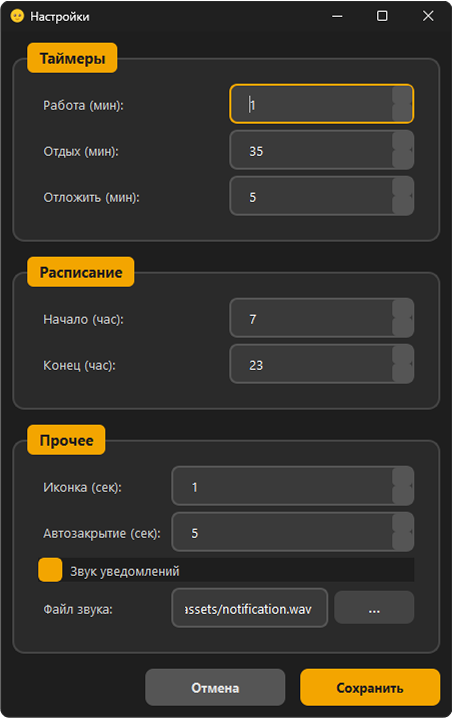 Настройки
Таймеры
Работа (мин): 1
Отдых (мин): 35
Отложить (мин): 5
Расписание
Начало (час): 7
Конец (час): 23
Прочее
Иконка (сек): 1
Автозакрытие (сек): 5
Звук уведомлений
Файл звука: assets/notification.wav ...
Отмена Сохранить